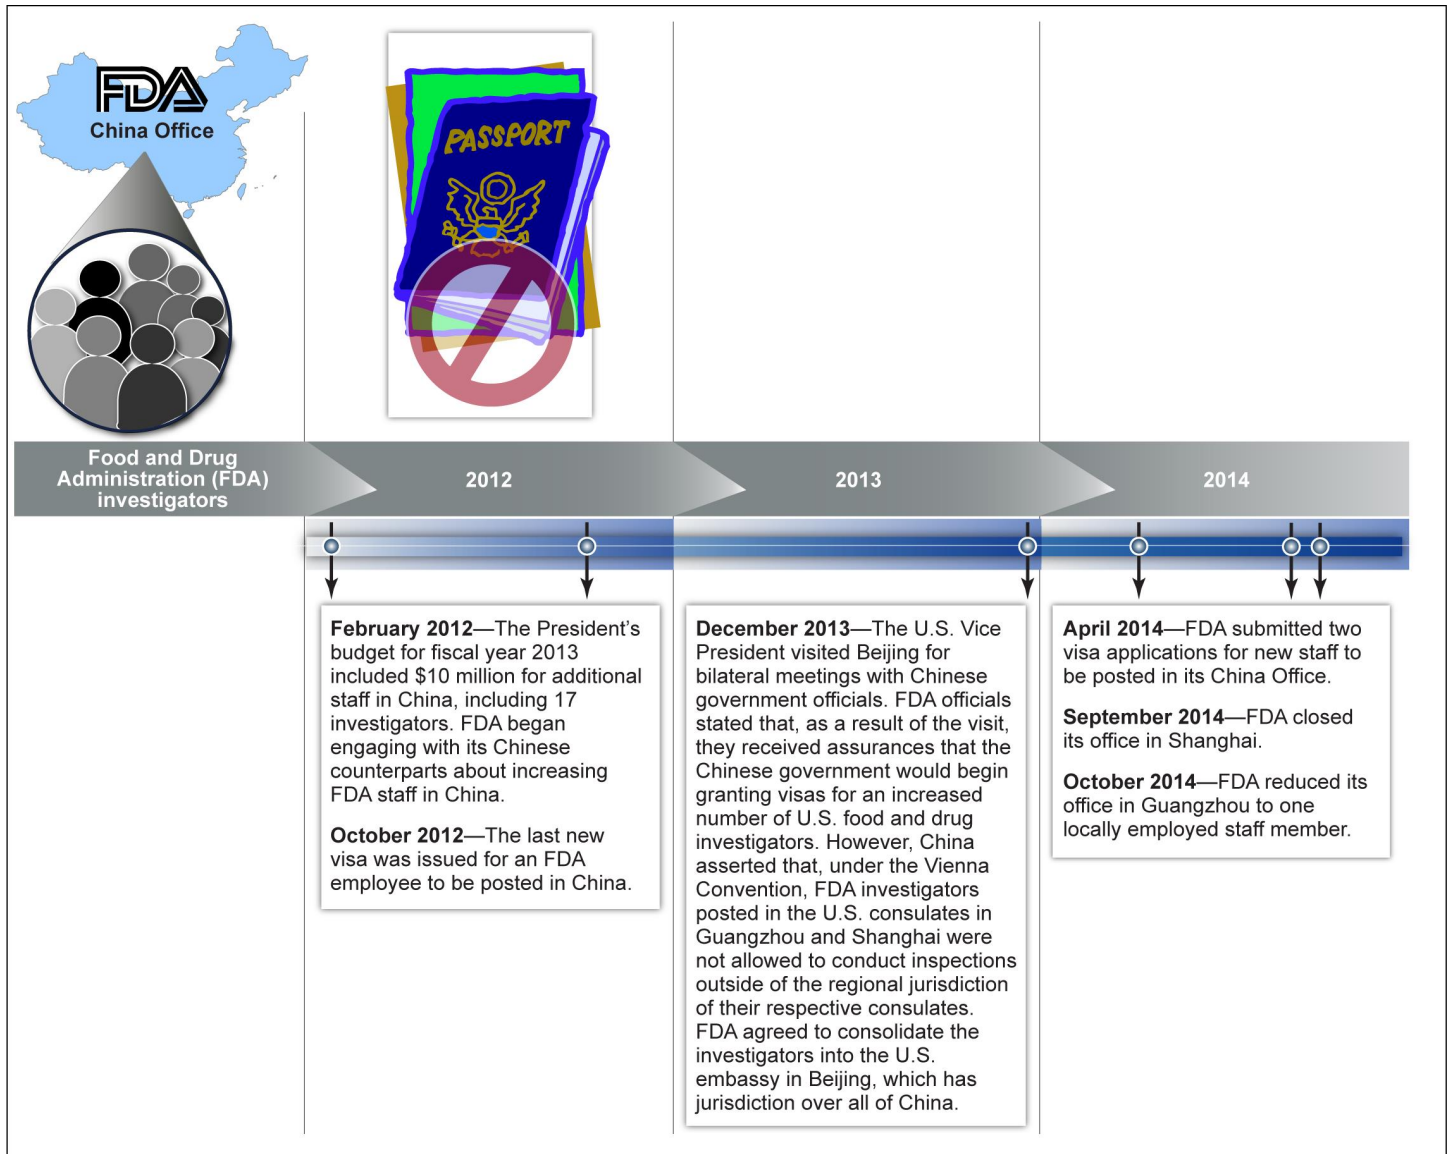 FDA
China Office
PASSPORT
Food and Drug
Administration (FDA)
investigators
2012
2013
2014
February 2012—The President’s
budget for fiscal year 2013
included $10 million for additional
staff in China, including 17
investigators. FDA began
engaging with its Chinese
counterparts about increasing
FDA staff in China.
October 2012—The last new
visa was issued for an FDA
employee to be posted in China.
December 2013—The U.S. Vice
President visited Beijing for
bilateral meetings with Chinese
government officials. FDA officials
stated that, as a result of the visit,
they received assurances that the
Chinese government would begin
granting visas for an increased
number of U.S. food and drug
investigators. However, China
asserted that, under the Vienna
Convention, FDA investigators
posted in the U.S. consulates in
Guangzhou and Shanghai were
not allowed to conduct inspections
outside of the regional jurisdiction
of their respective consulates.
FDA agreed to consolidate the
investigators into the U.S.
embassy in Beijing, which has
jurisdiction over all of China.
April 2014—FDA submitted two
visa applications for new staff to
be posted in its China Office.
September 2014—FDA closed
its office in Shanghai.
October 2014—FDA reduced its
office in Guangzhou to one
locally employed staff member.